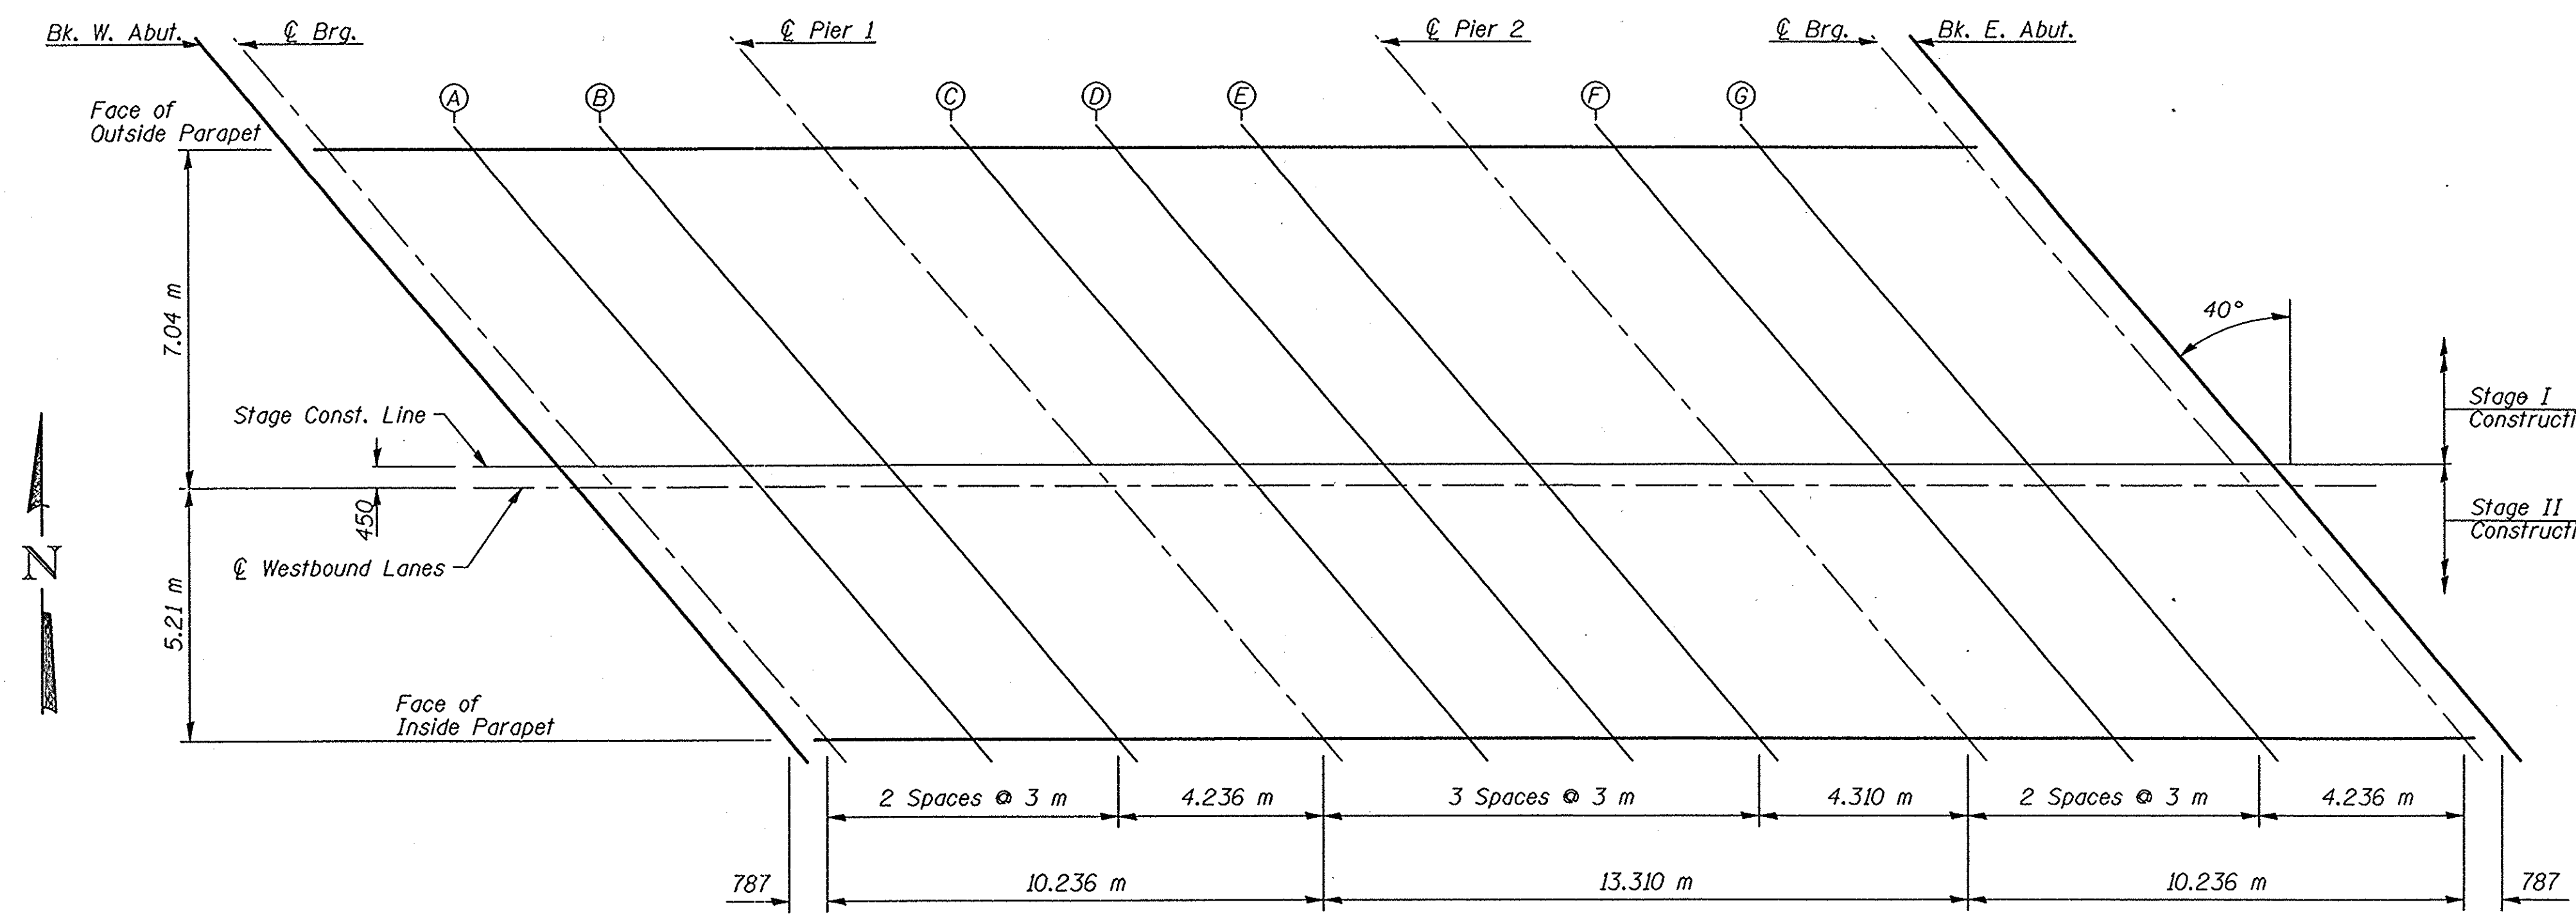 Bk. W. Abut.
℄ Brg.
℄ Pier 1
℄ Pier 2
℄ Brg.
Bk. E. Abut.
A
B
C
D
E
F
G
Face of
Outside Parapet
7.04 m
40°
Stage Const. Line
Stage I
Constructi
450
Stage II
Constructi
℄ Westbound Lanes
N
5.21 m
Face of
Inside Parapet
2 Spaces @ 3 m
4.236 m
3 Spaces @ 3 m
4.310 m
2 Spaces @ 3 m
4.236 m
787
10.236 m
13.310 m
10.236 m
787